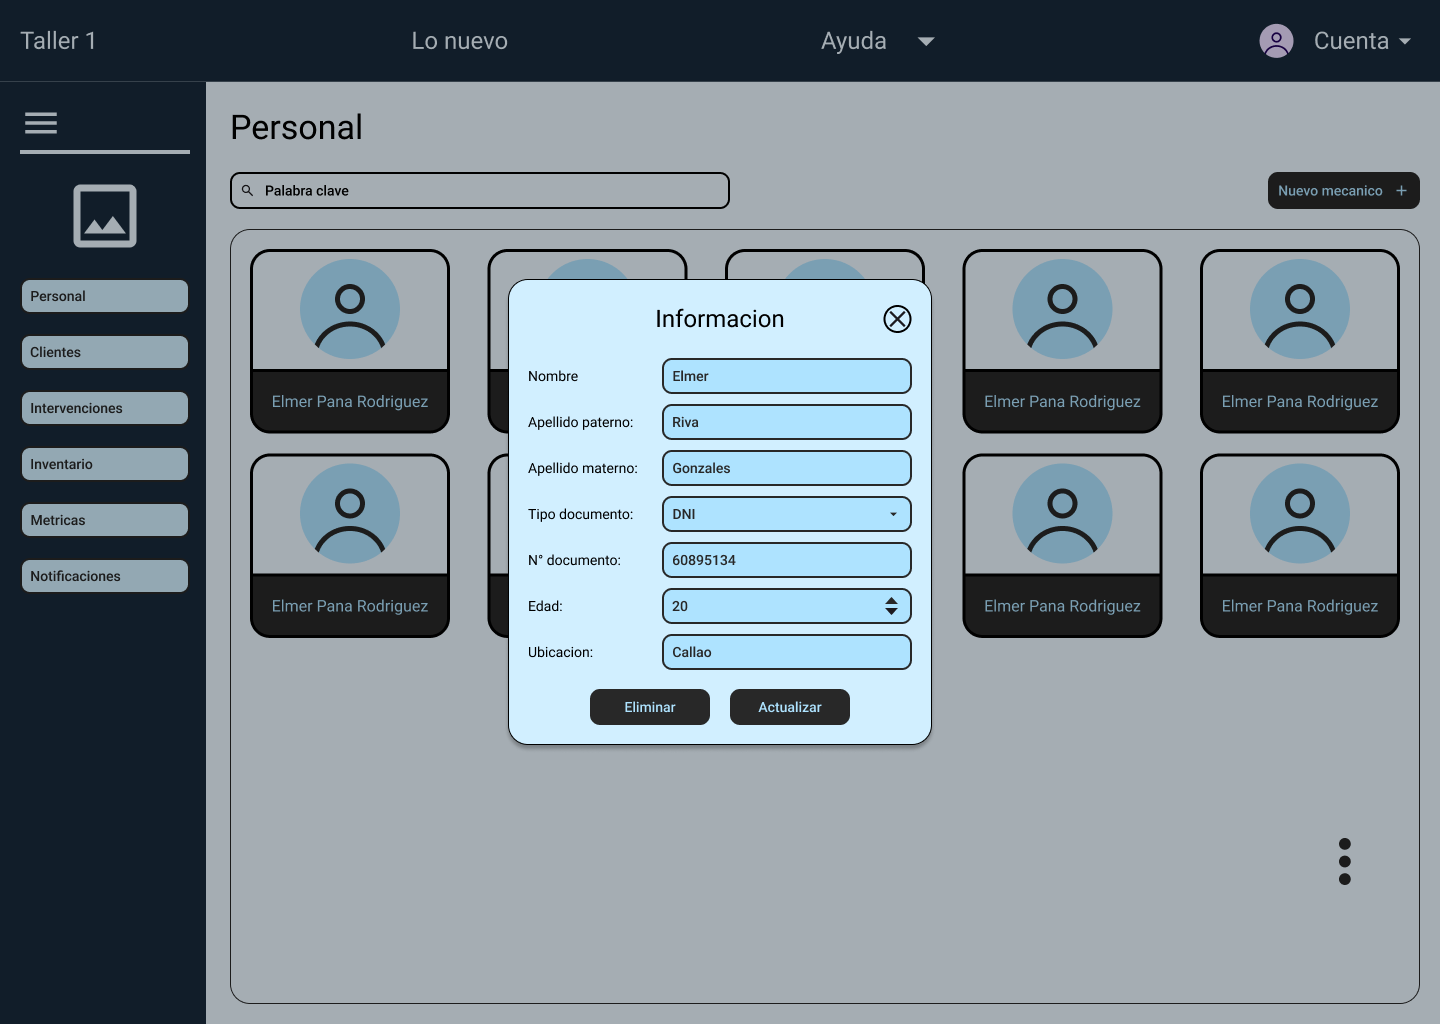 Taller 1
Lo nuevo
Ayuda
Cuenta
Personal
Palabra clave
Nuevo mecanico +
Personal
Clientes
Intervenciones
Inventario
Metricas
Notificaciones
Elmer Pana Rodriguez
Elmer Pana Rodriguez
Elmer Pana Rodriguez
Elmer Pana Rodriguez
Elmer Pana Rodriguez
Elmer Pana Rodriguez
Informacion
Nombre Elmer
Apellido paterno: Riva
Apellido materno: Gonzales
Tipo documento: DNI
N° documento: 60895134
Edad: 20
Ubicacion: Callao
Eliminar
Actualizar